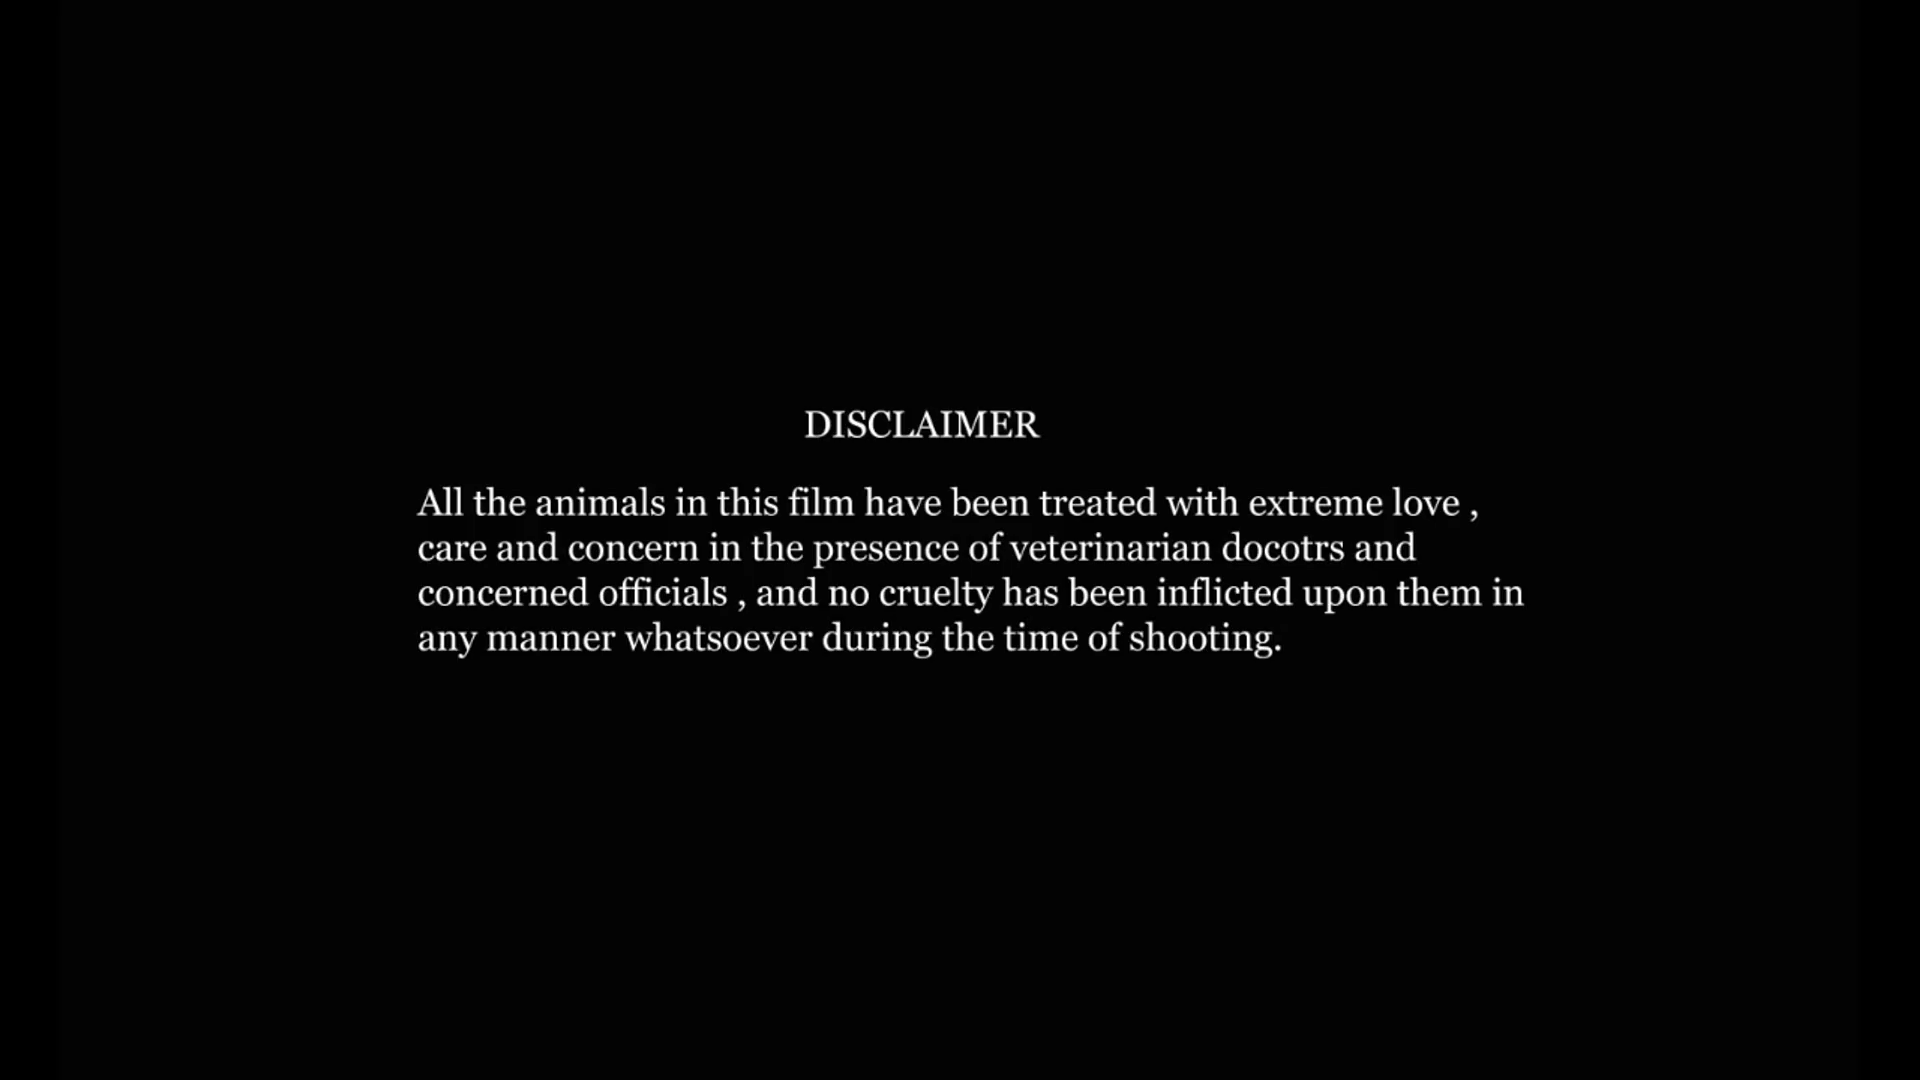 DISCLAIMER
All the animals in this film have been treated with extreme love ,
care and concern in the presence of veterinarian docotrs and
concerned officials , and no cruelty has been inflicted upon them in
any manner whatsoever during the time of shooting.